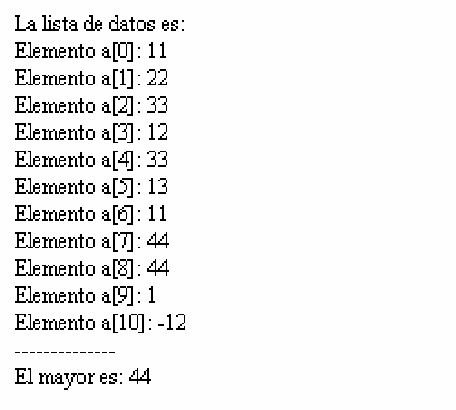 La lista de datos es:
Elemento a[0]: 11
Elemento a[1]: 22
Elemento a[2]: 33
Elemento a[3]: 12
Elemento a[4]: 33
Elemento a[5]: 13
Elemento a[6]: 11
Elemento a[7]: 44
Elemento a[8]: 44
Elemento a[9]: 1
Elemento a[10]: -12
--------------
El mayor es: 44